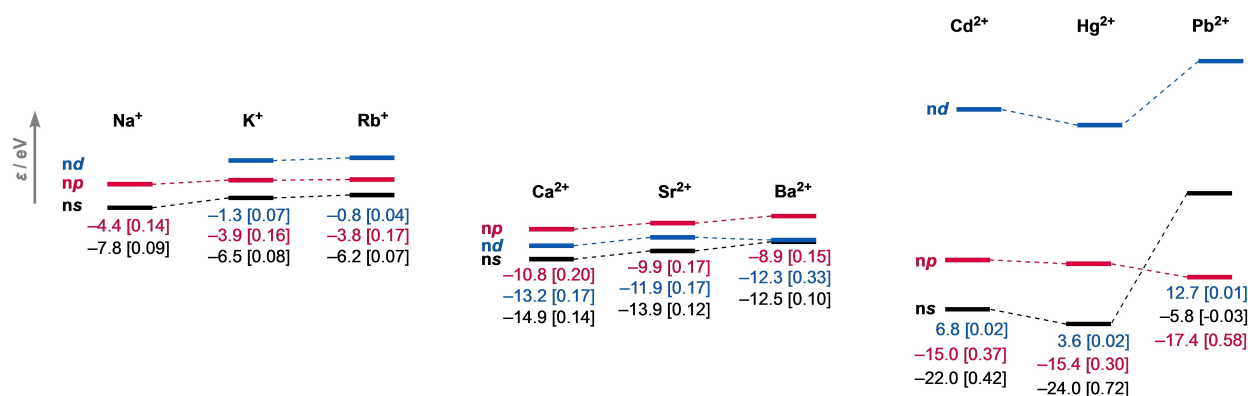 ε / eV
Na⁺ K⁺ Rb⁺
nd
np
ns
–4.4 [0.14]
–7.8 [0.09]
–1.3 [0.07]
–3.9 [0.16]
–6.5 [0.08]
–0.8 [0.04]
–3.8 [0.17]
–6.2 [0.07]
Ca²⁺ Sr²⁺ Ba²⁺
np
nd
ns
–10.8 [0.20]
–13.2 [0.17]
–14.9 [0.14]
–9.9 [0.17]
–11.9 [0.17]
–13.9 [0.12]
–8.9 [0.15]
–12.3 [0.33]
–12.5 [0.10]
Cd²⁺ Hg²⁺ Pb²⁺
nd
np
ns
6.8 [0.02]
–15.0 [0.37]
–22.0 [0.42]
3.6 [0.02]
–15.4 [0.30]
–24.0 [0.72]
12.7 [0.01]
–5.8 [-0.03]
–17.4 [0.58]